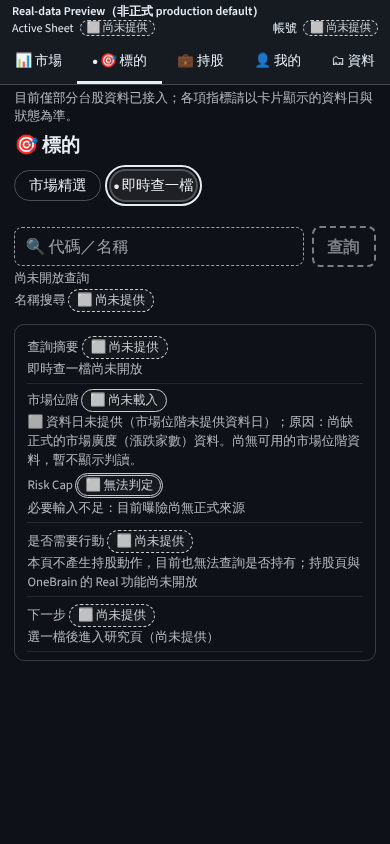 Real-data Preview（非正式 production default）
Active Sheet ⬜ 尚未提供 帳號 ⬜ 尚未提供
📊 市場 • 🎯 標的 💼 持股 👤 我的 🗂 資料
目前僅部分台股資料已接入；各項指標請以卡片顯示的資料日與
狀態為準。
🎯 標的
市場精選 • 即時查一檔
🔍 代碼／名稱 查詢
尚未開放查詢
名稱搜尋 ⬜ 尚未提供
查詢摘要 ⬜ 尚未提供
即時查一檔尚未開放
市場位階 ⬜ 尚未載入
⬜ 資料日未提供（市場位階未提供資料日）；原因：尚缺
正式的市場廣度（漲跌家數）資料。尚無可用的市場位階資
料，暫不顯示判讀。
Risk Cap ⬜ 無法判定
必要輸入不足：目前曝險尚無正式來源
是否需要行動 ⬜ 尚未提供
本頁不產生持股動作，目前也無法查詢是否持有；持股頁與
OneBrain 的 Real 功能尚未開放
下一步 ⬜ 尚未提供
選一檔後進入研究頁（尚未提供）